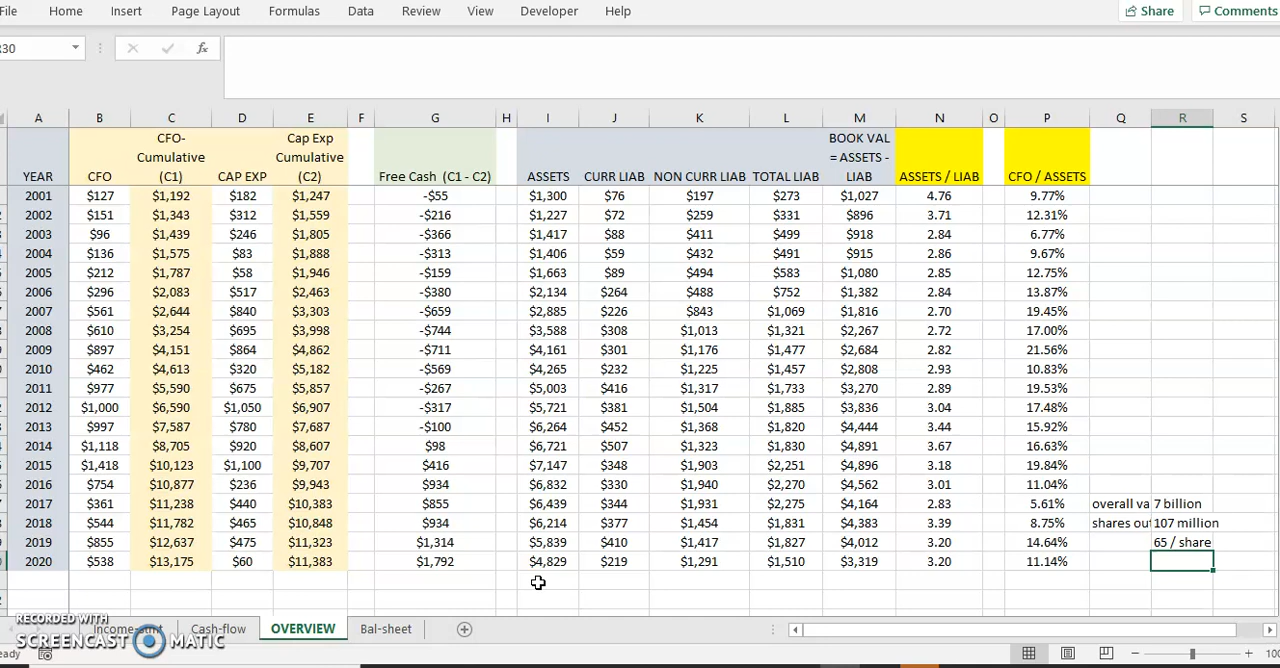 File Home Insert Page Layout Formulas Data Review View Developer Help Share Comments
R30 fx
A B C D E F G H I J K L M N O P Q R S
YEAR CFO CFO-Cumulative (C1) CAP EXP Cap Exp Cumulative (C2) Free Cash (C1 - C2) ASSETS CURR LIAB NON CURR LIAB TOTAL LIAB BOOK VAL = ASSETS - LIAB ASSETS / LIAB CFO / ASSETS
2001 $127 $1,192 $182 $1,247 -$55 $1,300 $76 $197 $273 $1,027 4.76 9.77%
2002 $151 $1,343 $312 $1,559 -$216 $1,227 $72 $259 $331 $896 3.71 12.31%
2003 $96 $1,439 $246 $1,805 -$366 $1,417 $88 $411 $499 $918 2.84 6.77%
2004 $136 $1,575 $83 $1,888 -$313 $1,406 $59 $432 $491 $915 2.86 9.67%
2005 $212 $1,787 $58 $1,946 -$159 $1,663 $89 $494 $583 $1,080 2.85 12.75%
2006 $296 $2,083 $517 $2,463 -$380 $2,134 $264 $488 $752 $1,382 2.84 13.87%
2007 $561 $2,644 $840 $3,303 -$659 $2,885 $226 $843 $1,069 $1,816 2.70 19.45%
2008 $610 $3,254 $695 $3,998 -$744 $3,588 $308 $1,013 $1,321 $2,267 2.72 17.00%
2009 $897 $4,151 $864 $4,862 -$711 $4,161 $301 $1,176 $1,477 $2,684 2.82 21.56%
2010 $462 $4,613 $320 $5,182 -$569 $4,265 $232 $1,225 $1,457 $2,808 2.93 10.83%
2011 $977 $5,590 $675 $5,857 -$267 $5,003 $416 $1,317 $1,733 $3,270 2.89 19.53%
2012 $1,000 $6,590 $1,050 $6,907 -$317 $5,721 $381 $1,504 $1,885 $3,836 3.04 17.48%
2013 $997 $7,587 $780 $7,687 -$100 $6,264 $452 $1,368 $1,820 $4,444 3.44 15.92%
2014 $1,118 $8,705 $920 $8,607 $98 $6,721 $507 $1,323 $1,830 $4,891 3.67 16.63%
2015 $1,418 $10,123 $1,100 $9,707 $416 $7,147 $348 $1,903 $2,251 $4,896 3.18 19.84%
2016 $754 $10,877 $236 $9,943 $934 $6,832 $330 $1,940 $2,270 $4,562 3.01 11.04%
2017 $361 $11,238 $440 $10,383 $855 $6,439 $344 $1,931 $2,275 $4,164 2.83 5.61% overall va 7 billion
2018 $544 $11,782 $465 $10,848 $934 $6,214 $377 $1,454 $1,831 $4,383 3.39 8.75% shares out 107 million
2019 $855 $12,637 $475 $11,323 $1,314 $5,839 $410 $1,417 $1,827 $4,012 3.20 14.64% 65 / share
2020 $538 $13,175 $60 $11,383 $1,792 $4,829 $219 $1,291 $1,510 $3,319 3.20 11.14%
Income-stmt Cash-flow OVERVIEW Bal-sheet
RECORDED WITH
SCREENCAST MATIC